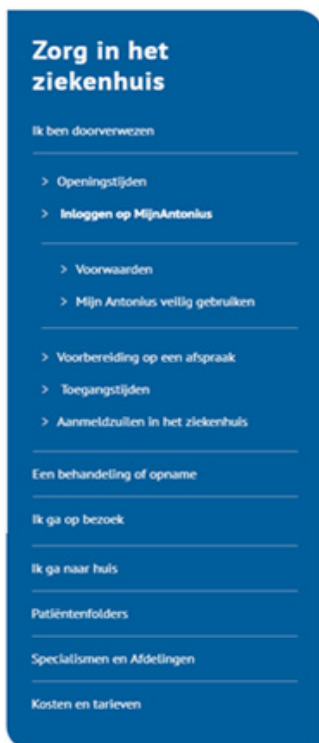 Zorg in het
ziekenhuis
Ik ben doorverwezen
> Openingstijden
> Inloggen op MijnAntonius
> Voorwaarden
> Mijn Antonius veilig gebruiken
> Voorbereiding op een afspraak
> Toegangstijden
> Aanmeldzuilen in het ziekenhuis
Een behandeling of opname
Ik ga op bezoek
Ik ga naar huis
Patiëntenfolders
Specialismen en Afdelingen
Kosten en tarieven